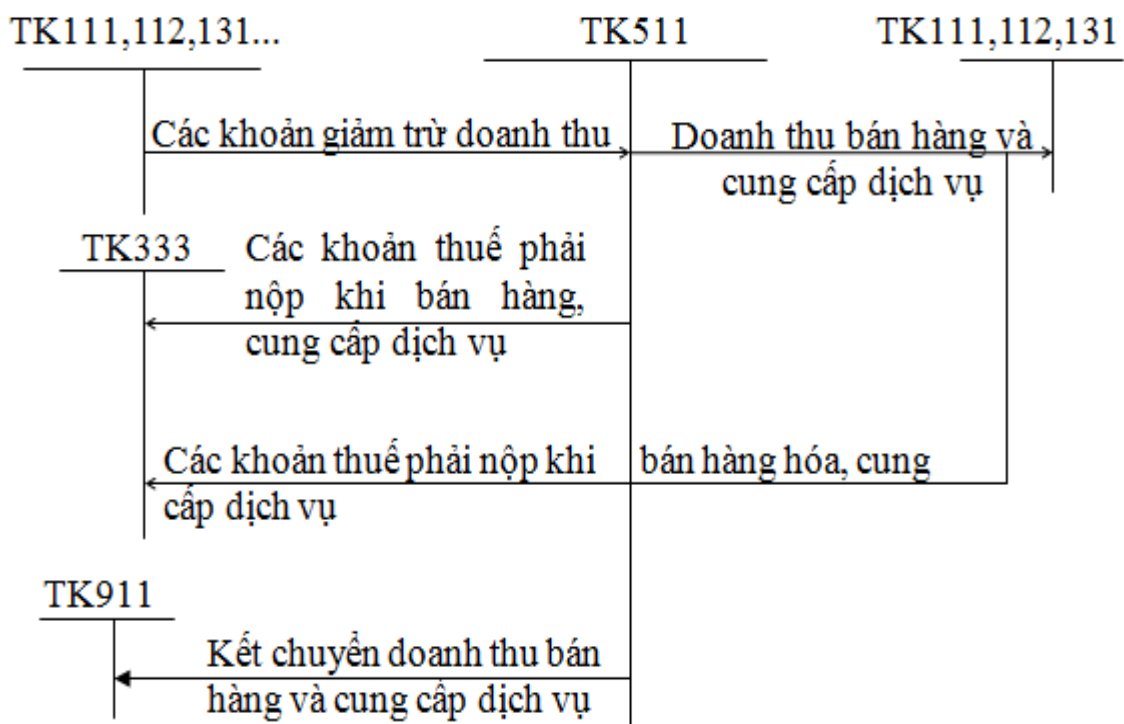 TK111,112,131...
TK511
TK111,112,131
Các khoản giảm trừ doanh thu
Doanh thu bán hàng và
cung cấp dịch vụ
TK333
Các khoản thuế phải
nộp khi bán hàng,
cung cấp dịch vụ
Các khoản thuế phải nộp khi bán hàng hóa, cung
cấp dịch vụ
TK911
Kết chuyển doanh thu bán
hàng và cung cấp dịch vụ